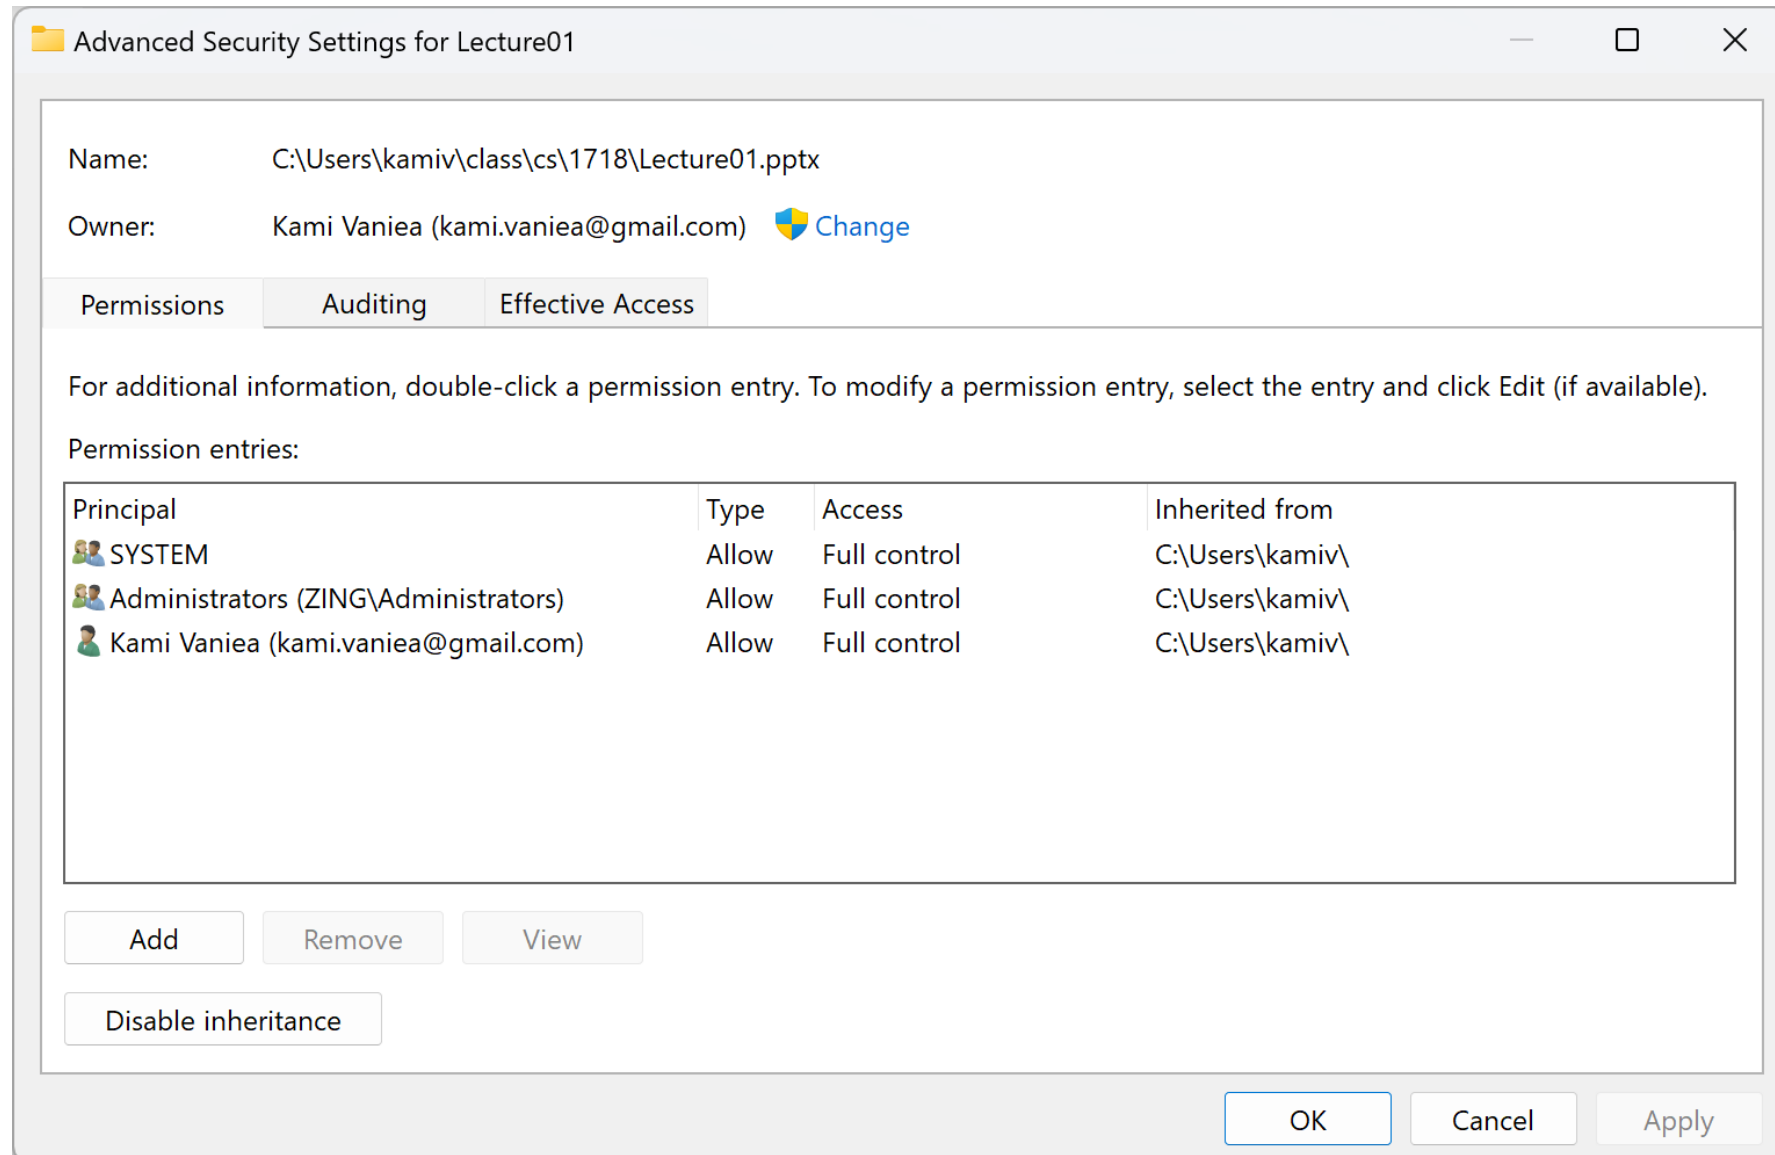 Advanced Security Settings for Lecture01
Name: C:\Users\kamiv\class\cs\1718\Lecture01.pptx
Owner: Kami Vaniea (kami.vaniea@gmail.com) Change
Permissions Auditing Effective Access
For additional information, double-click a permission entry. To modify a permission entry, select the entry and click Edit (if available).
Permission entries:
Principal Type Access Inherited from
SYSTEM Allow Full control C:\Users\kamiv\
Administrators (ZING\Administrators) Allow Full control C:\Users\kamiv\
Kami Vaniea (kami.vaniea@gmail.com) Allow Full control C:\Users\kamiv\
Add Remove View
Disable inheritance
OK Cancel Apply